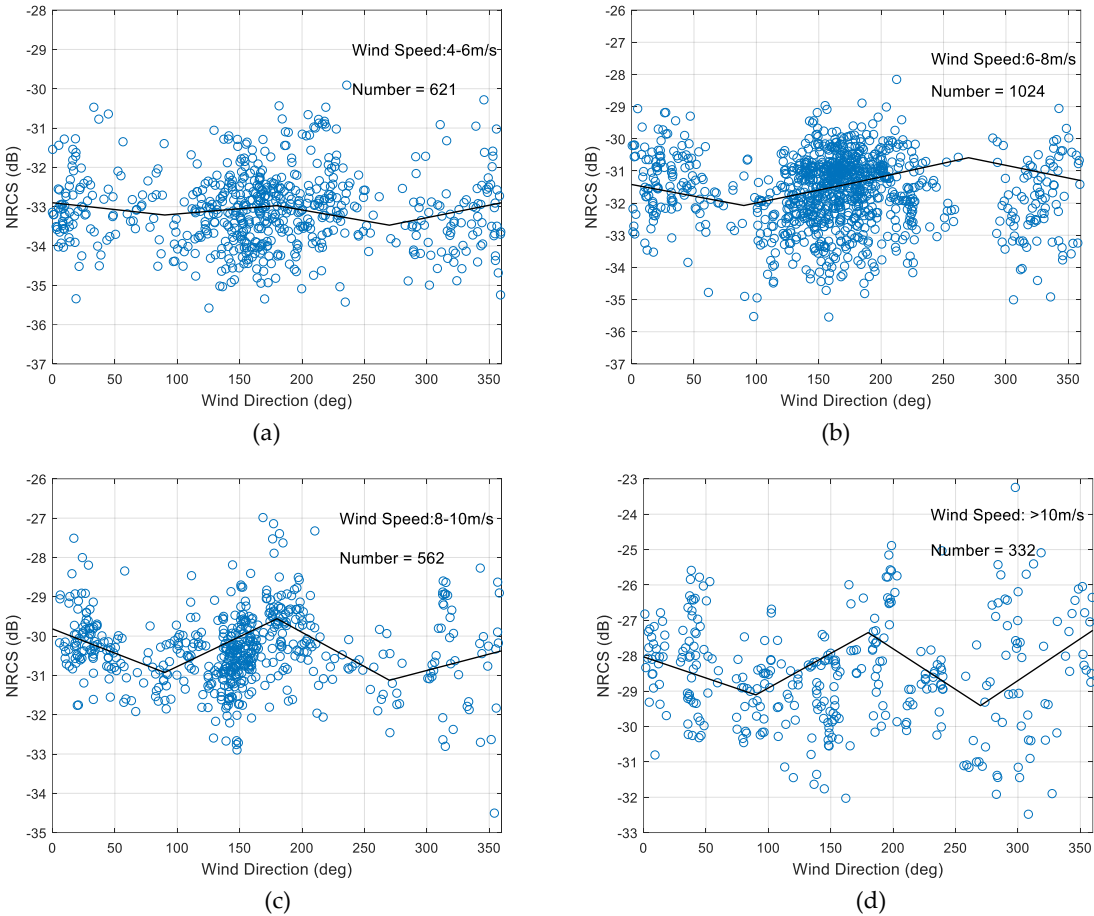 -28
-29
-30
-31
-32
-33
-34
-35
-36
-37
NRCS (dB)
Wind Speed:4-6m/s
Number = 621
0 50 100 150 200 250 300 350
Wind Direction (deg)
(a)
-26
-27
-28
-29
-30
-31
-32
-33
-34
-35
-36
-37
NRCS (dB)
Wind Speed:6-8m/s
Number = 1024
0 50 100 150 200 250 300 350
Wind Direction (deg)
(b)
-26
-27
-28
-29
-30
-31
-32
-33
-34
-35
NRCS (dB)
Wind Speed:8-10m/s
Number = 562
0 50 100 150 200 250 300 350
Wind Direction (deg)
(c)
-23
-24
-25
-26
-27
-28
-29
-30
-31
-32
-33
NRCS (dB)
Wind Speed: >10m/s
Number = 332
0 50 100 150 200 250 300 350
Wind Direction (deg)
(d)